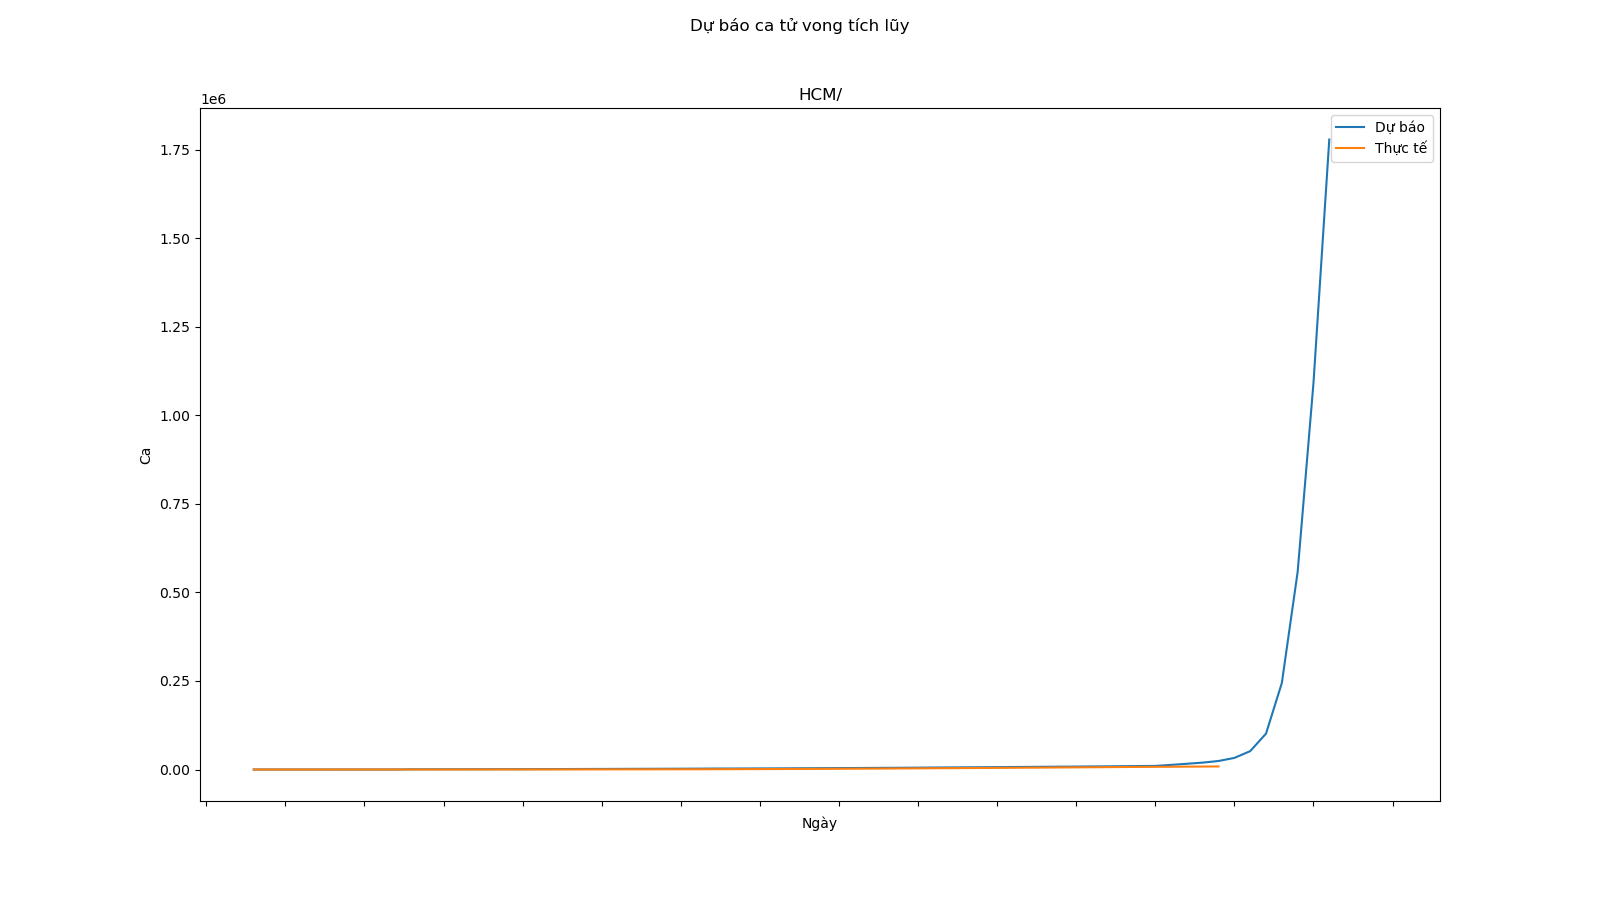 Dự báo ca tử vong tích lũy
HCM/
1e6
Dự báo
Thực tế
1.75
1.50
1.25
1.00
0.75
0.50
0.25
0.00
Ca
Ngày